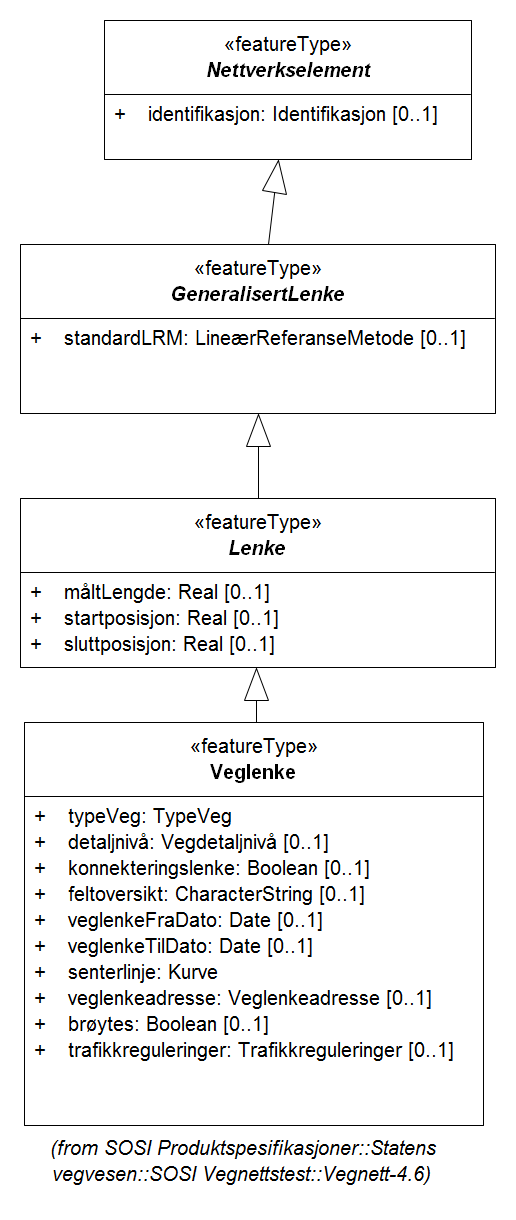 «featureType»
Nettverkselement
+ identifikasjon: Identifikasjon [0..1]
«featureType»
GeneralisertLenke
+ standardLRM: LineærReferanseMetode [0..1]
«featureType»
Lenke
+ måltLengde: Real [0..1]
+ startposisjon: Real [0..1]
+ sluttposisjon: Real [0..1]
«featureType»
Veglenke
+ typeVeg: TypeVeg
+ detaljnivå: Vegdetaljnivå [0..1]
+ konnekteringslenke: Boolean [0..1]
+ feltoversikt: CharacterString [0..1]
+ veglenkeFraDato: Date [0..1]
+ veglenkeTilDato: Date [0..1]
+ senterlinje: Kurve
+ veglenkeadresse: Veglenkeadresse [0..1]
+ brøytes: Boolean [0..1]
+ trafikkreguleringer: Trafikkreguleringer [0..1]
(from SOSI Produktspesifikasjoner::Statens
vegvesen::SOSI Vegnettstest::Vegnett-4.6)